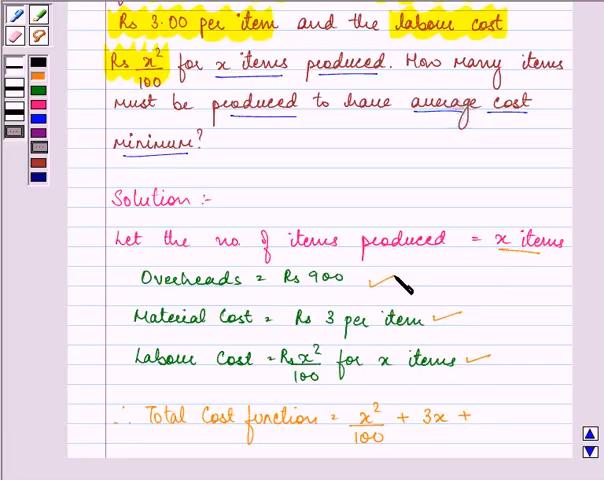 Rs 3.00 per item and the labour cost
Rs x²/100 for x items produced. How many items
must be produced to have average cost
minimum?
Solution :-
Let the no. of items produced = x items
Overheads = Rs 900
Material Cost = Rs 3 per item
Labour Cost = Rs x²/100 for x items
∴ Total Cost function = x²/100 + 3x +